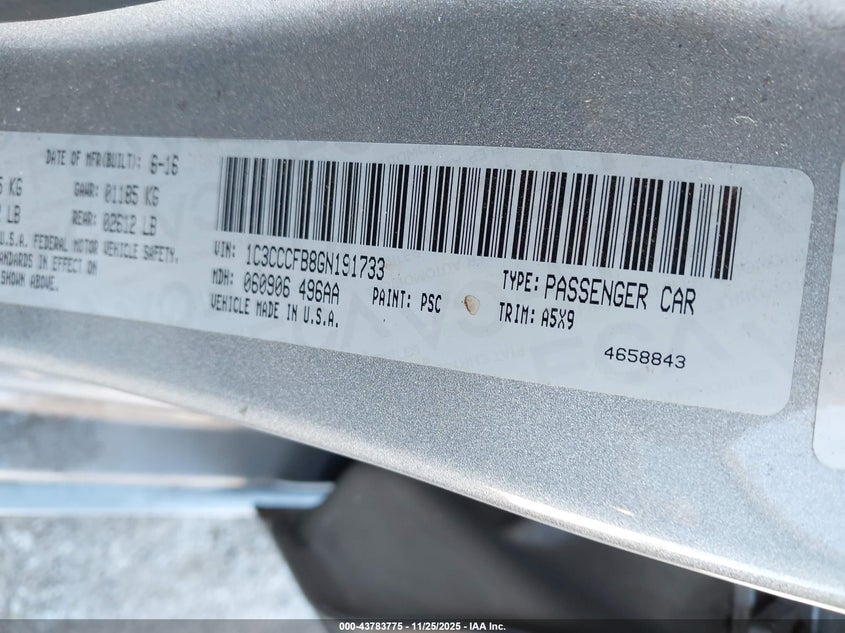 DATE OF MFR(BUILT): 6-16
KG GAWR: 01185 KG
LB REAR: 02612 LB
U.S.A. FEDERAL MOTOR VEHICLE SAFETY.
IN EFFECT ON
SHOWN ABOVE.
VIN: 1C3CCCFB8GN191733
TYPE: PASSENGER CAR
MDH: 060906 496AA PAINT: PSC TRIM: A5X9
VEHICLE MADE IN U.S.A.
4658843
000-43783775 - 11/25/2025 - IAA Inc.